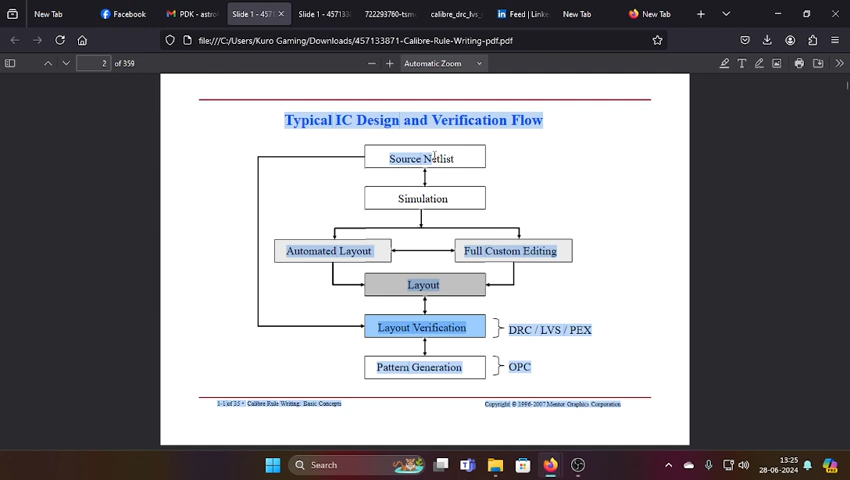 New Tab
Facebook
PDK - astro
Slide 1 - 4571
Slide 1 - 457133
722293760-tsm
calibre_drc_lvs_
Feed | Linke
New Tab
New Tab
file:///C:/Users/Kuro Gaming/Downloads/457133871-Calibre-Rule-Writing-pdf.pdf
2 of 359
Automatic Zoom
Typical IC Design and Verification Flow
Source Netlist
Simulation
Automated Layout
Full Custom Editing
Layout
Layout Verification
DRC / LVS / PEX
Pattern Generation
OPC
1-1 of 35 • Calibre Rule Writing: Basic Concepts
Copyright © 1996-2007 Mentor Graphics Corporation
Search
13:25
28-06-2024